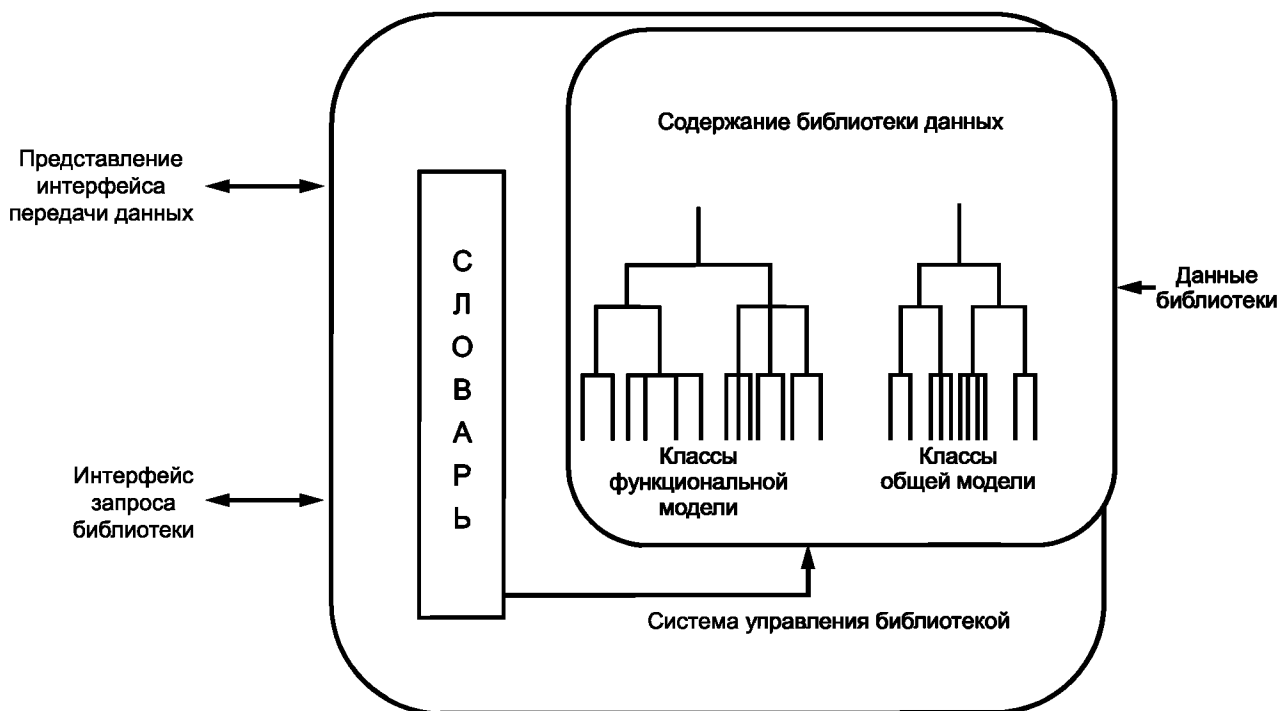 Содержание библиотеки данных
Представление
интерфейса
передачи данных
С
Л
О
В
А
Р
Ь
Данные
библиотеки
Классы
функциональной
модели
Классы
общей модели
Интерфейс
запроса
библиотеки
Система управления библиотекой